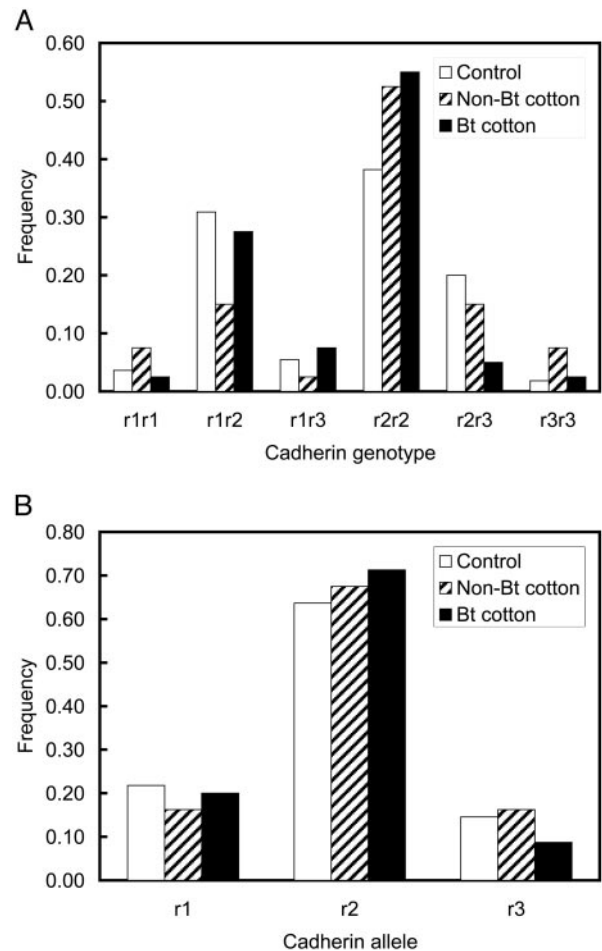 A
0.60
0.50
0.40
0.30
0.20
0.10
0.00
Frequency
Control
Non-Bt cotton
Bt cotton
r1r1 r1r2 r1r3 r2r2 r2r3 r3r3
Cadherin genotype
B
0.80
0.70
0.60
0.50
0.40
0.30
0.20
0.10
0.00
Frequency
Control
Non-Bt cotton
Bt cotton
r1 r2 r3
Cadherin allele